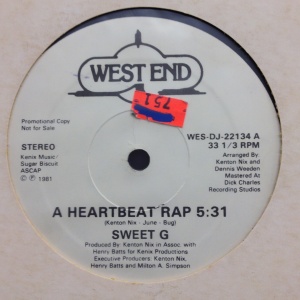 WEST END
751
Promotional Copy
Not for Sale
STEREO
Kenix Music/
Sugar Biscuit
ASCAP
℗ 1981
WES-DJ-22134 A
33 1/3 RPM
Arranged By
Kenton Nix and
Dennis Weeden
Mastered At
Dick Charles
Recording Studios
A HEARTBEAT RAP 5:31
(Kenton Nix - June - Bug)
SWEET G
Produced By: Kenton Nix in Assoc. with
Henry Batts for Kenix Productions.
Executive Producers: Kenton Nix,
Henry Batts and Milton A. Simpson